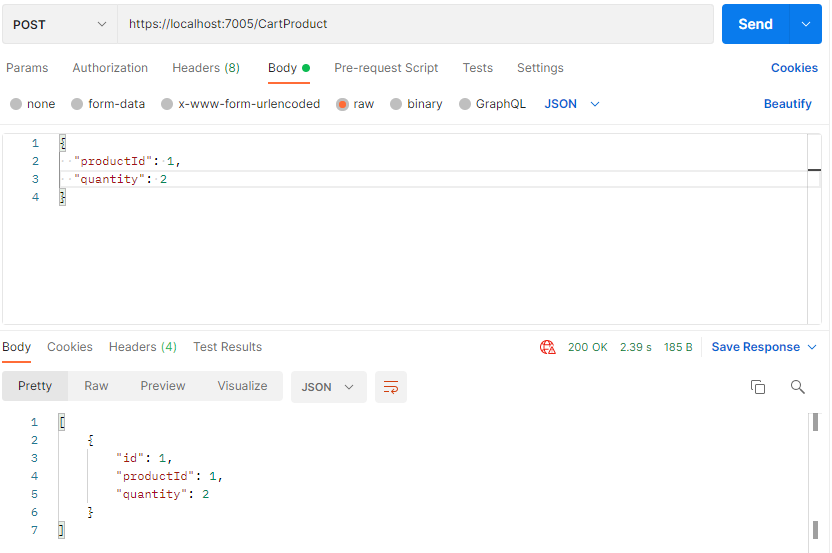 POST https://localhost:7005/CartProduct Send
Params Authorization Headers (8) Body Pre-request Script Tests Settings Cookies
none form-data x-www-form-urlencoded raw binary GraphQL JSON Beautify
1 {
2 "productId": 1,
3 "quantity": 2
4 }
Body Cookies Headers (4) Test Results 200 OK 2.39 s 185 B Save Response
Pretty Raw Preview Visualize JSON
1 [
2 {
3 "id": 1,
4 "productId": 1,
5 "quantity": 2
6 }
7 ]